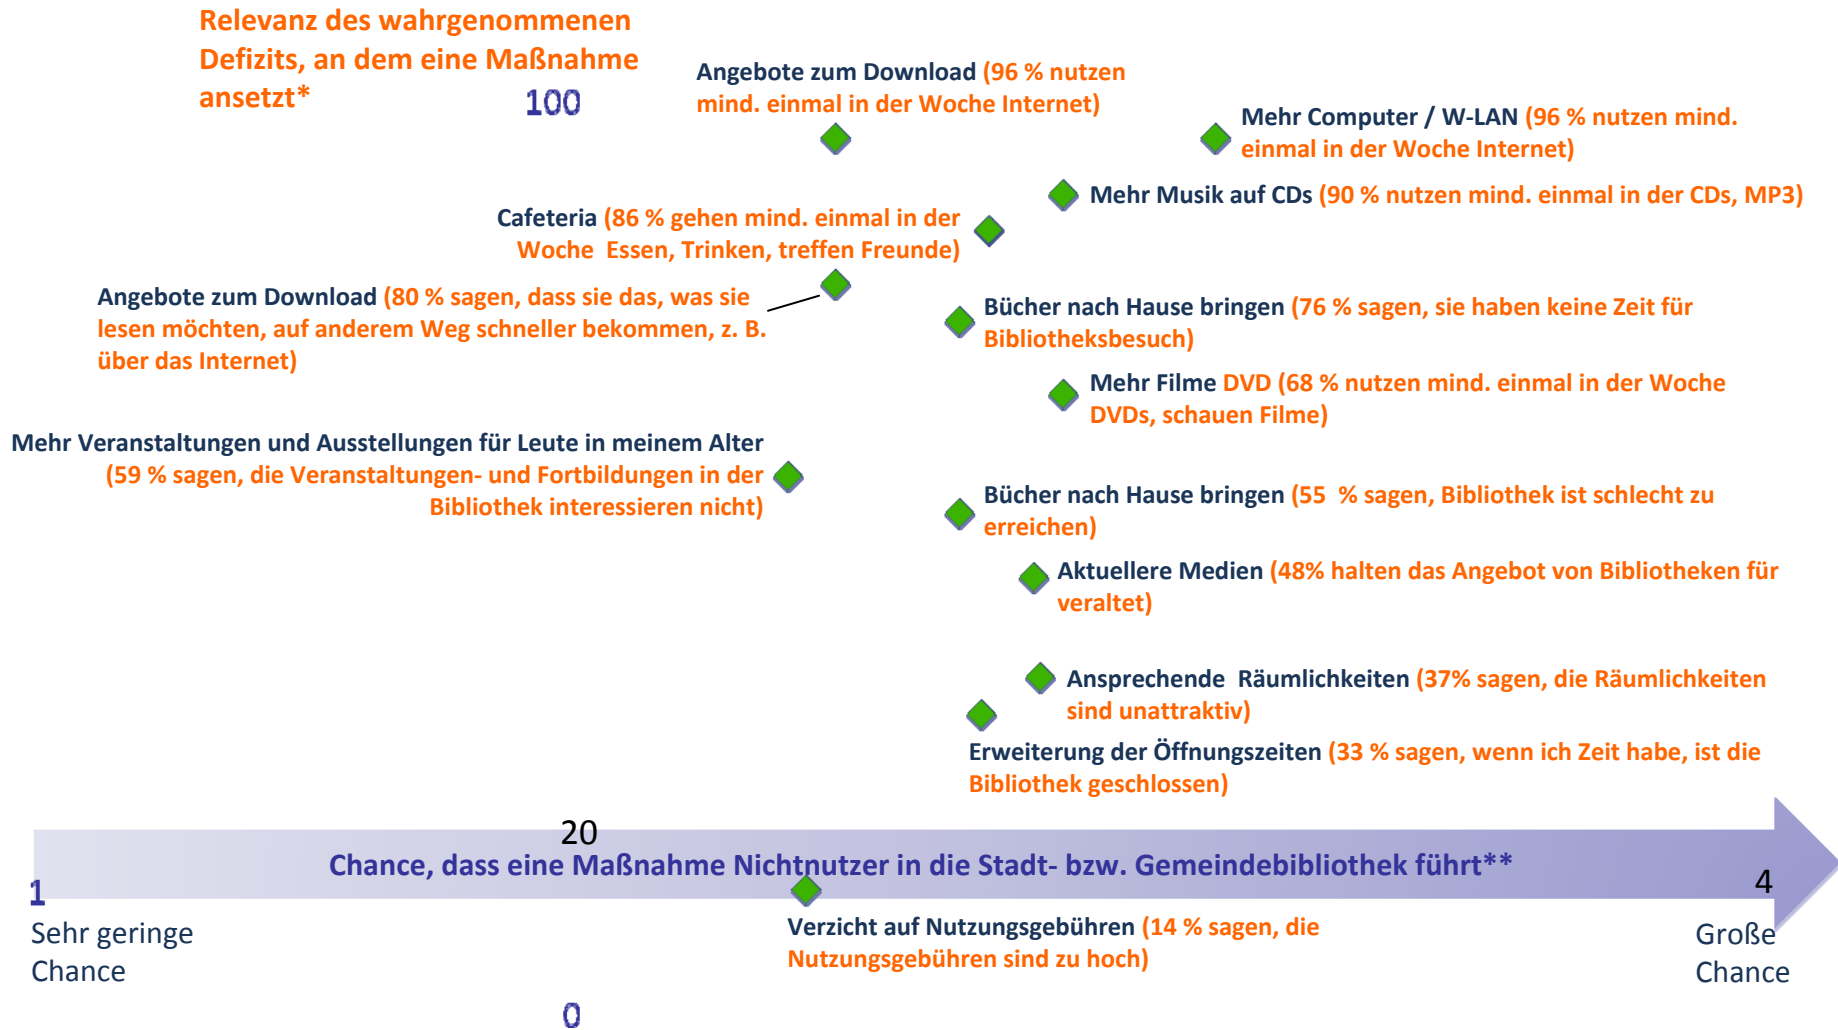 Relevanz des wahrgenommenen
Defizits, an dem eine Maßnahme
ansetzt*
100
Angebote zum Download (96 % nutzen
mind. einmal in der Woche Internet)
Mehr Computer / W-LAN (96 % nutzen mind.
einmal in der Woche Internet)
Mehr Musik auf CDs (90 % nutzen mind. einmal in der CDs, MP3)
Cafeteria (86 % gehen mind. einmal in der
Woche Essen, Trinken, treffen Freunde)
Angebote zum Download (80 % sagen, dass sie das, was sie
lesen möchten, auf anderem Weg schneller bekommen, z. B.
über das Internet)
Bücher nach Hause bringen (76 % sagen, sie haben keine Zeit für
Bibliotheksbesuch)
Mehr Filme DVD (68 % nutzen mind. einmal in der Woche
DVDs, schauen Filme)
Mehr Veranstaltungen und Ausstellungen für Leute in meinem Alter
(59 % sagen, die Veranstaltungen- und Fortbildungen in der
Bibliothek interessieren nicht)
Bücher nach Hause bringen (55 % sagen, Bibliothek ist schlecht zu
erreichen)
Aktuellere Medien (48% halten das Angebot von Bibliotheken für
veraltet)
Ansprechende Räumlichkeiten (37% sagen, die Räumlichkeiten
sind unattraktiv)
Erweiterung der Öffnungszeiten (33 % sagen, wenn ich Zeit habe, ist die
Bibliothek geschlossen)
20
Chance, dass eine Maßnahme Nichtnutzer in die Stadt- bzw. Gemeindebibliothek führt**
1
4
Sehr geringe
Chance
Große
Chance
Verzicht auf Nutzungsgebühren (14 % sagen, die
Nutzungsgebühren sind zu hoch)
0